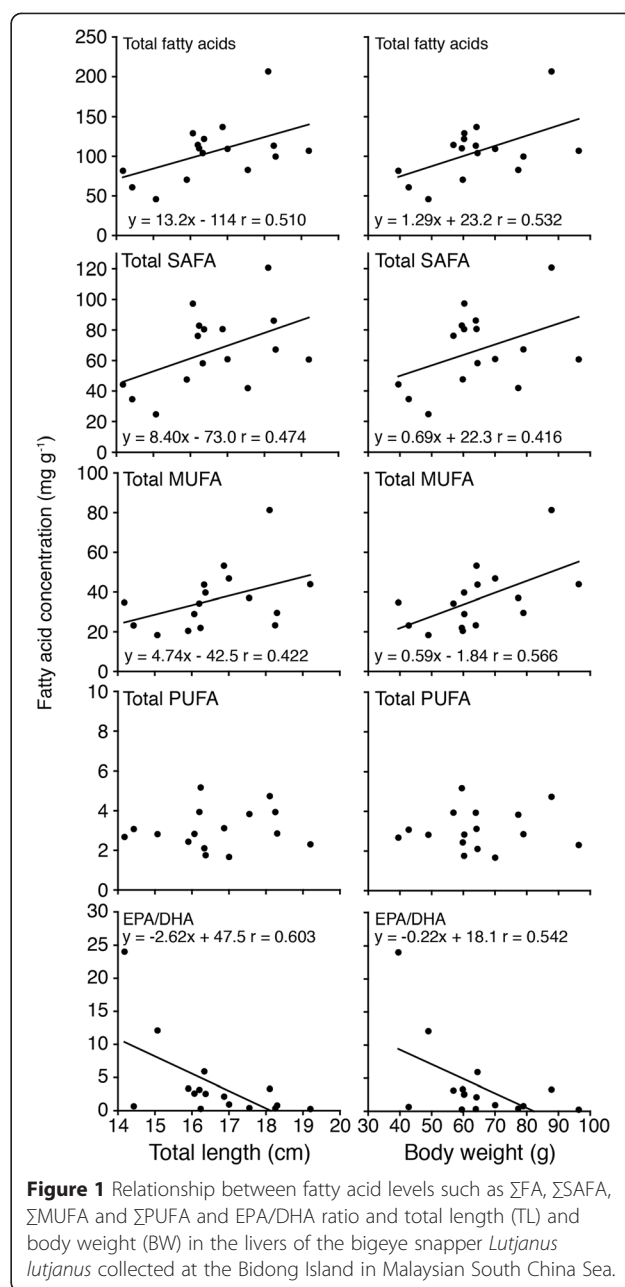 Total fatty acids
Total fatty acids
250
200
150
100
50
0
y = 13.2x - 114 r = 0.510
y = 1.29x + 23.2 r = 0.532
Total SAFA
Total SAFA
120
100
80
60
40
20
0
y = 8.40x - 73.0 r = 0.474
y = 0.69x + 22.3 r = 0.416
Fatty acid concentration (mg g⁻¹)
Total MUFA
Total MUFA
100
80
60
40
20
0
y = 4.74x - 42.5 r = 0.422
y = 0.59x - 1.84 r = 0.566
Total PUFA
Total PUFA
10
8
6
4
2
0
EPA/DHA
y = -2.62x + 47.5 r = 0.603
EPA/DHA
y = -0.22x + 18.1 r = 0.542
30
25
20
15
10
5
0
14 15 16 17 18 19 20
30 40 50 60 70 80 90 100
Total length (cm)
Body weight (g)
Figure 1 Relationship between fatty acid levels such as ∑FA, ∑SAFA,
∑MUFA and ∑PUFA and EPA/DHA ratio and total length (TL) and
body weight (BW) in the livers of the bigeye snapper Lutjanus
lutjanus collected at the Bidong Island in Malaysian South China Sea.